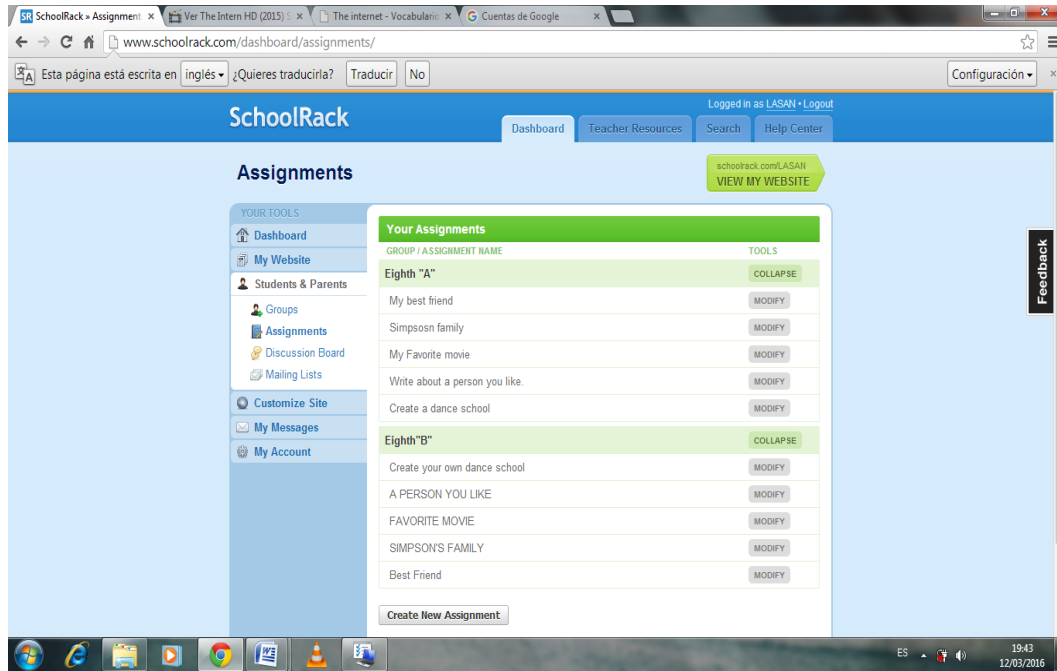 SR SchoolRack » Assignment × Ver The Intern HD (2015) S × The internet - Vocabulario × G Cuentas de Google ×
www.schoolrack.com/dashboard/assignments/
Esta página está escrita en inglés ¿Quieres traducirla? Traducir No Configuración ×
Logged in as LASAN • Logout
SchoolRack
Dashboard Teacher Resources Search Help Center
Assignments
schoolrack.com/LASAN
VIEW MY WEBSITE
YOUR TOOLS
Dashboard
My Website
Students & Parents
Groups
Assignments
Discussion Board
Mailing Lists
Customize Site
My Messages
My Account
Your Assignments
GROUP / ASSIGNMENT NAME TOOLS
Eighth "A" COLLAPSE
My best friend MODIFY
Simpsosn family MODIFY
My Favorite movie MODIFY
Write about a person you like. MODIFY
Create a dance school MODIFY
Eighth"B" COLLAPSE
Create your own dance school MODIFY
A PERSON YOU LIKE MODIFY
FAVORITE MOVIE MODIFY
SIMPSON'S FAMILY MODIFY
Best Friend MODIFY
Create New Assignment
Feedback
ES 19:43
12/03/2016